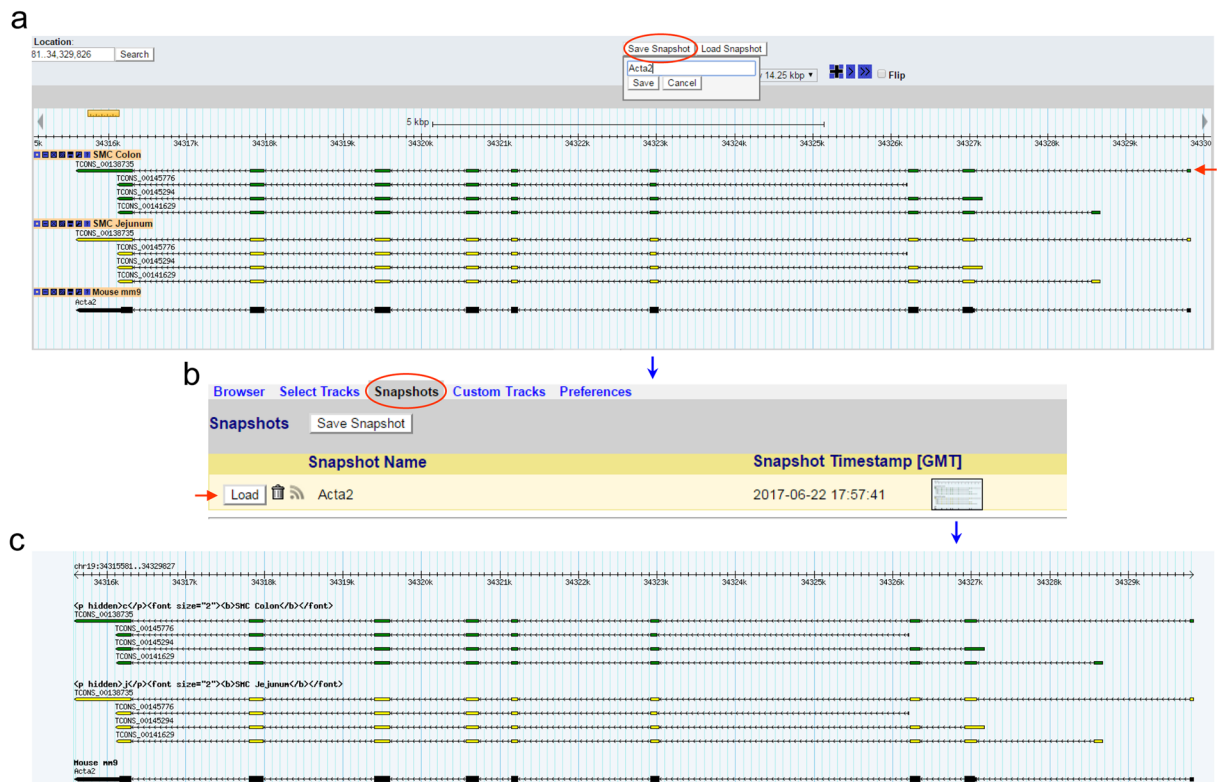 a
Location:
81..34,329,826 Search
Save Snapshot Load Snapshot
Acta2
Save Cancel
14.25 kbp Flip
5 kbp
5k 34316k 34317k 34318k 34319k 34320k 34321k 34322k 34323k 34324k 34325k 34326k 34327k 34328k 34329k 34330
SMC Colon
TCONS_00138735
TCONS_00145776
TCONS_00145294
TCONS_00141629
SMC Jejunum
TCONS_00138735
TCONS_00145776
TCONS_00145294
TCONS_00141629
Mouse mm9
Acta2
b
Browser Select Tracks Snapshots Custom Tracks Preferences
Snapshots Save Snapshot
Snapshot Name Snapshot Timestamp [GMT]
Load Acta2 2017-06-22 17:57:41
c
chr19:34315581..34329827
34316k 34317k 34318k 34319k 34320k 34321k 34322k 34323k 34324k 34325k 34326k 34327k 34328k 34329k
<p hidden>c</p><font size="2"><b>SMC Colon</b></font>
TCONS_00138735
TCONS_00145776
TCONS_00145294
TCONS_00141629
<p hidden>j</p><font size="2"><b>SMC Jejunum</b></font>
TCONS_00138735
TCONS_00145776
TCONS_00145294
TCONS_00141629
Mouse mm9
Acta2